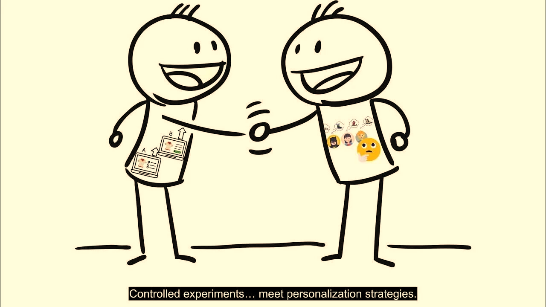 Controlled experiments... meet personalization strategies.